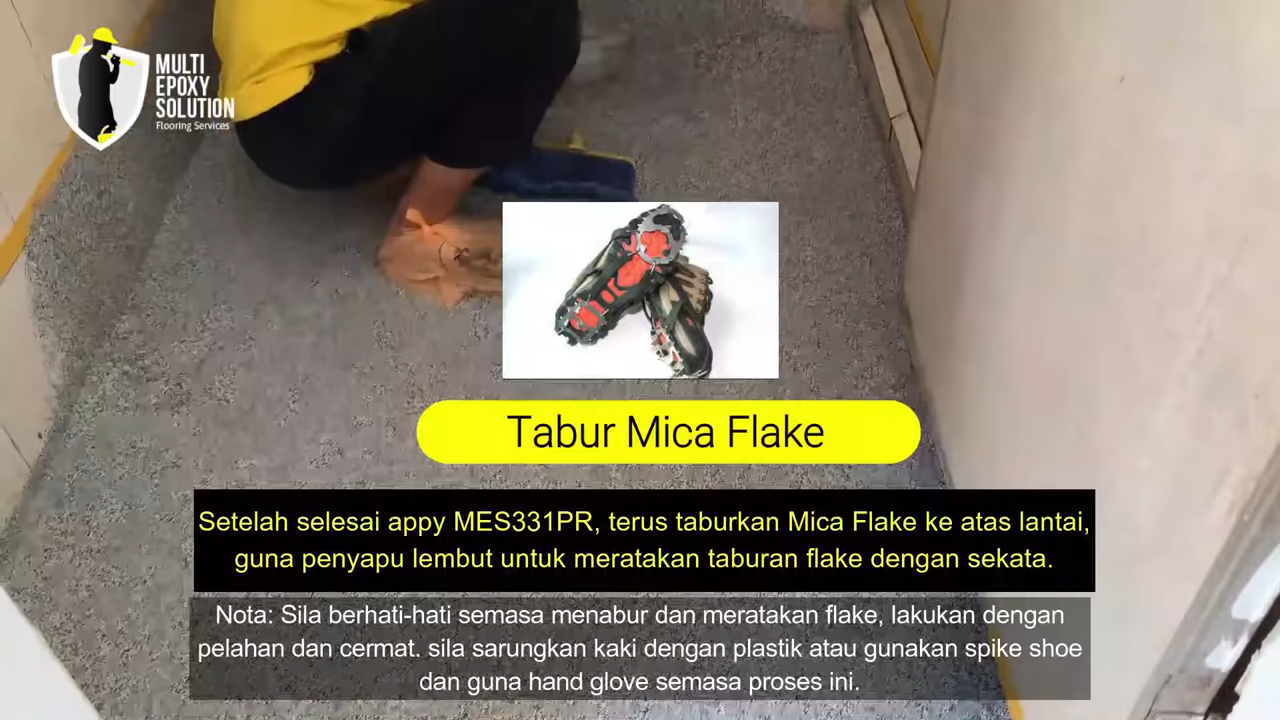 MULTI
EPOXY
SOLUTION
Flooring Services
Tabur Mica Flake
Setelah selesai appy MES331PR, terus taburkan Mica Flake ke atas lantai,
guna penyapu lembut untuk meratakan taburan flake dengan sekata.
Nota: Sila berhati-hati semasa menabur dan meratakan flake, lakukan dengan
pelahan dan cermat. sila sarungkan kaki dengan plastik atau gunakan spike shoe
dan guna hand glove semasa proses ini.